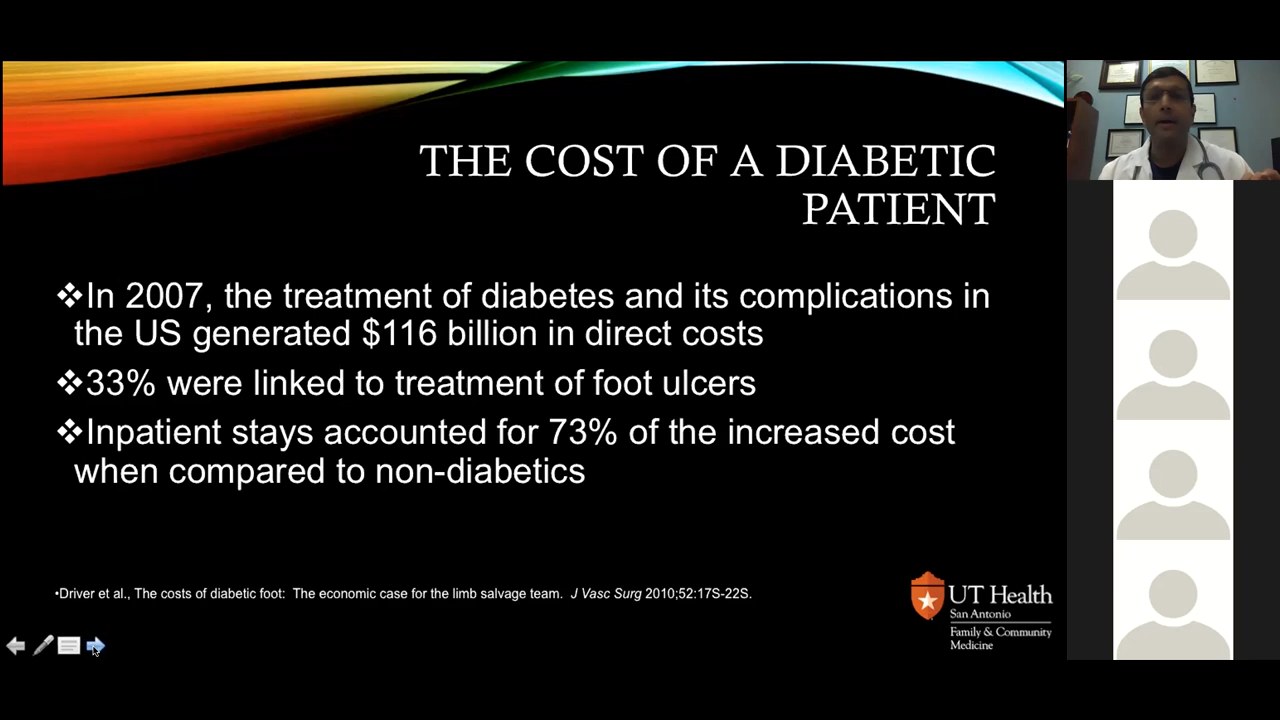 THE COST OF A DIABETIC
PATIENT
❖In 2007, the treatment of diabetes and its complications in
the US generated $116 billion in direct costs
❖33% were linked to treatment of foot ulcers
❖Inpatient stays accounted for 73% of the increased cost
when compared to non-diabetics
•Driver et al., The costs of diabetic foot: The economic case for the limb salvage team. J Vasc Surg 2010;52:17S-22S.
UT Health
San Antonio
Family & Community
Medicine